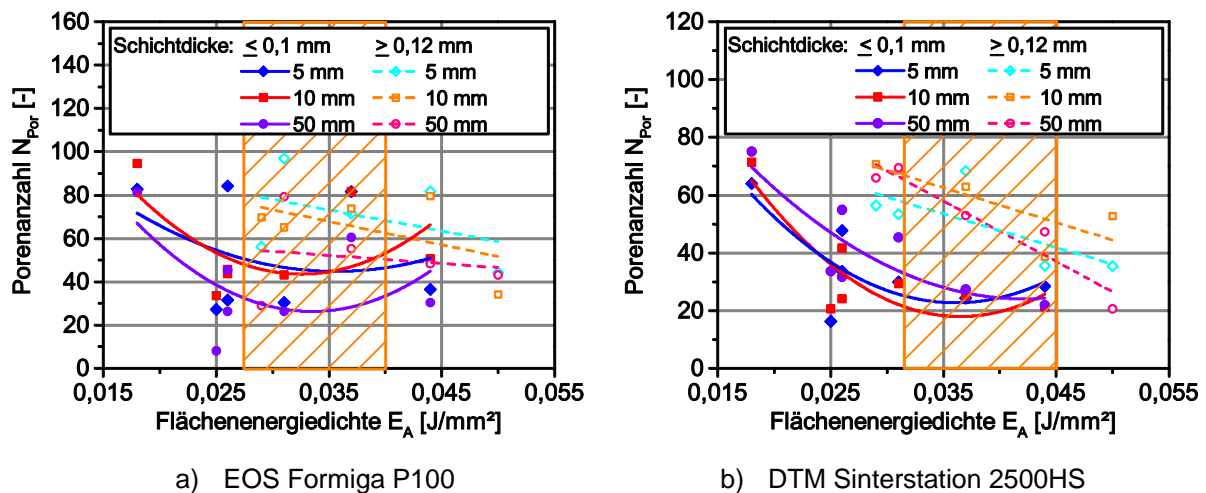 160
140
120
100
80
60
40
20
0
Porenanzahl N_Por [-]
Schichtdicke: ≤ 0,1 mm ≥ 0,12 mm
5 mm 5 mm
10 mm 10 mm
50 mm 50 mm
0,015 0,025 0,035 0,045 0,055
Flächenenergiedichte E_A [J/mm²]
a) EOS Formiga P100
120
100
80
60
40
20
0
Porenanzahl N_Por [-]
Schichtdicke: ≤ 0,1 mm ≥ 0,12 mm
5 mm 5 mm
10 mm 10 mm
50 mm 50 mm
0,015 0,025 0,035 0,045 0,055
Flächenenergiedichte E_A [J/mm²]
b) DTM Sinterstation 2500HS